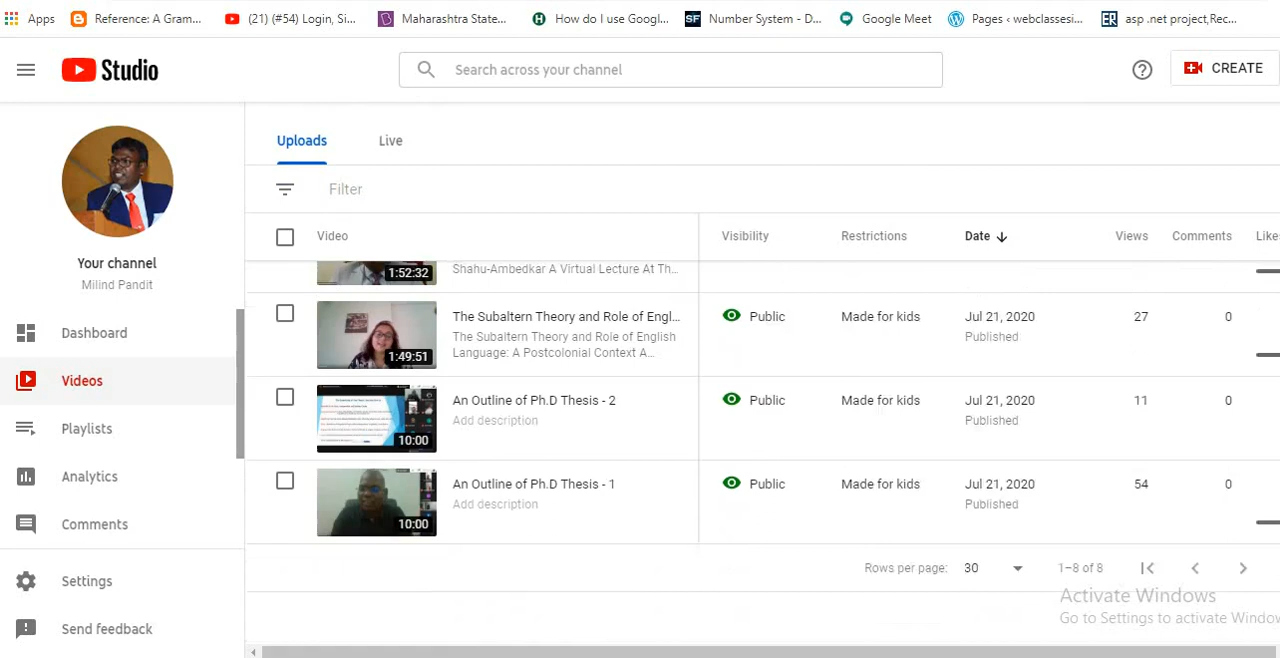 Apps
Reference: A Gram...
(21) (#54) Login, Si...
Maharashtra State...
How do I use Googl...
Number System - D...
Google Meet
Pages ‹ webclassesi...
asp .net project,Rec...
Studio
Search across your channel
CREATE
Your channel
Milind Pandit
Dashboard
Videos
Playlists
Analytics
Comments
Settings
Send feedback
Uploads
Live
Filter
Video
Visibility
Restrictions
Date
Views
Comments
Like
1:52:32
Shahu-Ambedkar A Virtual Lecture At Th...
1:49:51
The Subaltern Theory and Role of Engl...
The Subaltern Theory and Role of English
Language: A Postcolonial Context A...
Public
Made for kids
Jul 21, 2020
Published
27
0
10:00
An Outline of Ph.D Thesis - 2
Add description
Public
Made for kids
Jul 21, 2020
Published
11
0
10:00
An Outline of Ph.D Thesis - 1
Add description
Public
Made for kids
Jul 21, 2020
Published
54
0
Rows per page:
30
1–8 of 8
Activate Windows
Go to Settings to activate Window